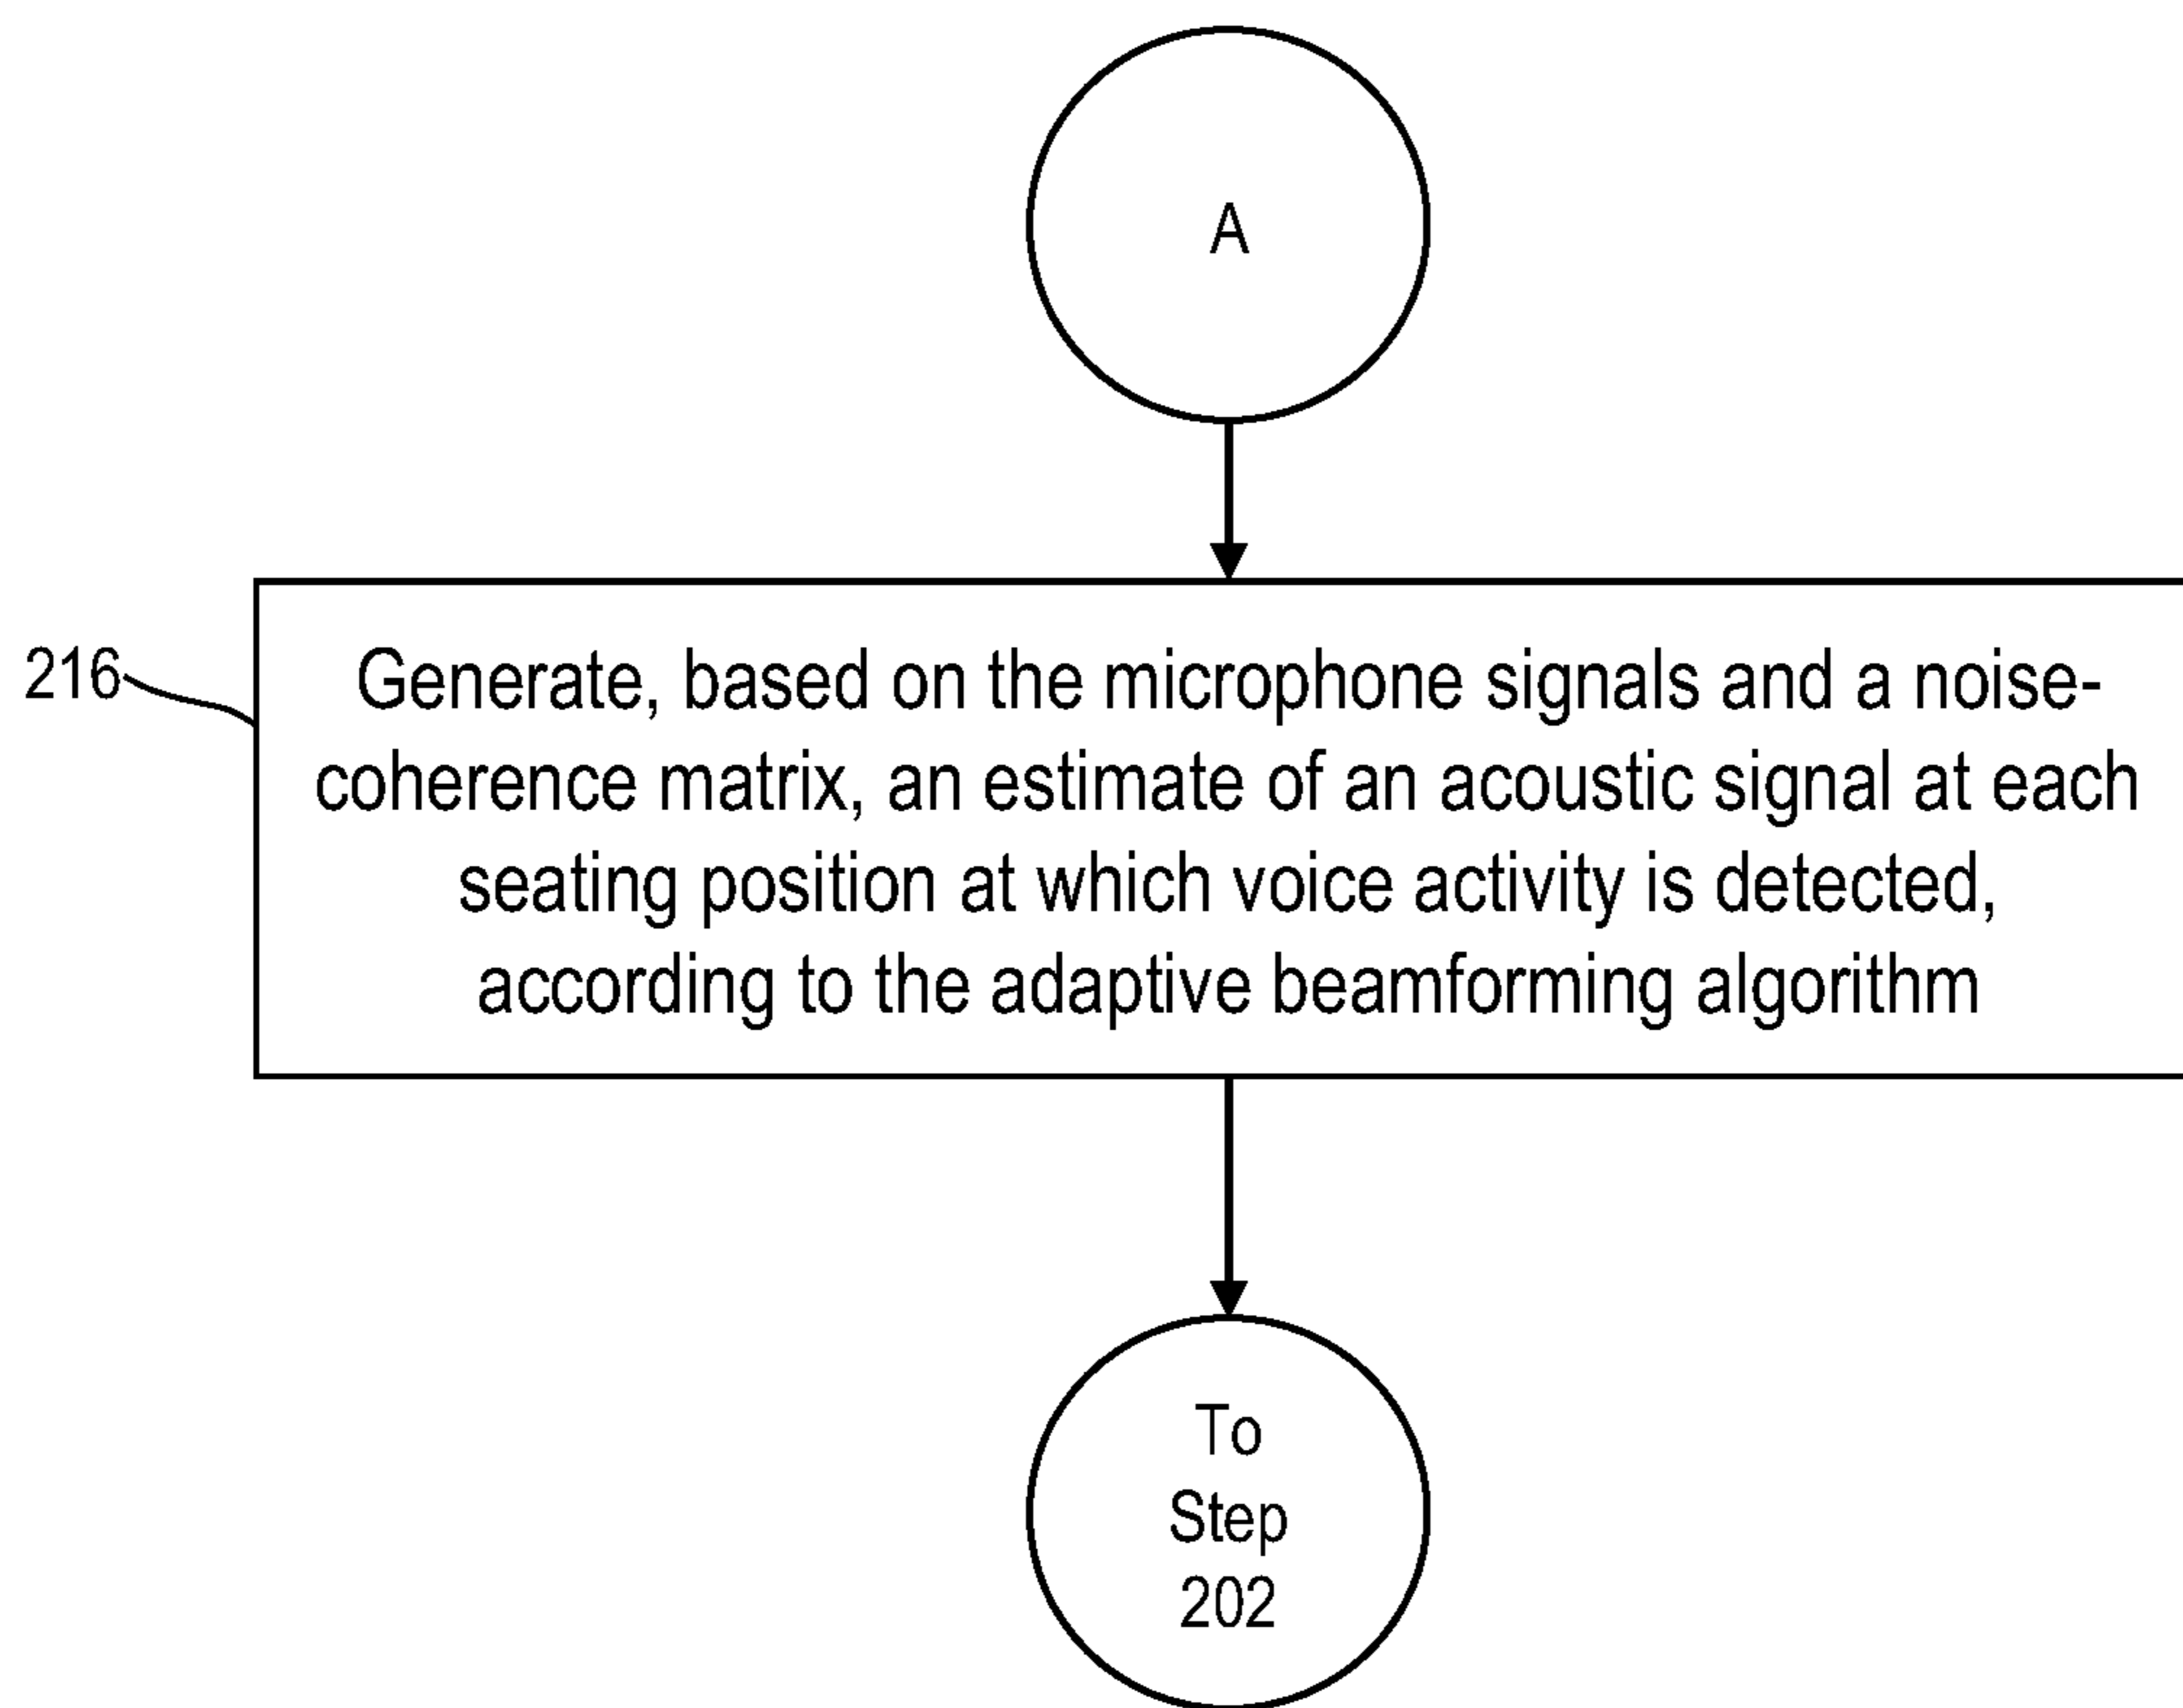 A
216
Generate, based on the microphone signals and a noise-
coherence matrix, an estimate of an acoustic signal at each
seating position at which voice activity is detected,
according to the adaptive beamforming algorithm
To
Step
202